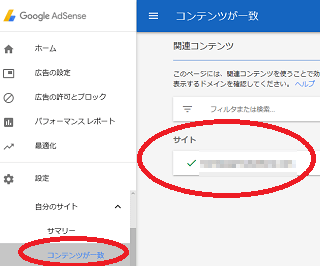 Google AdSense
ホーム
広告の設定
広告の許可とブロック
パフォーマンス レポート
最適化
設定
自分のサイト
サマリー
コンテンツが一致
コンテンツが一致
関連コンテンツ
このページには、関連コンテンツを使うことで効
表示するドメインを確認してください。 ヘルプ
フィルタまたは検索...
サイト